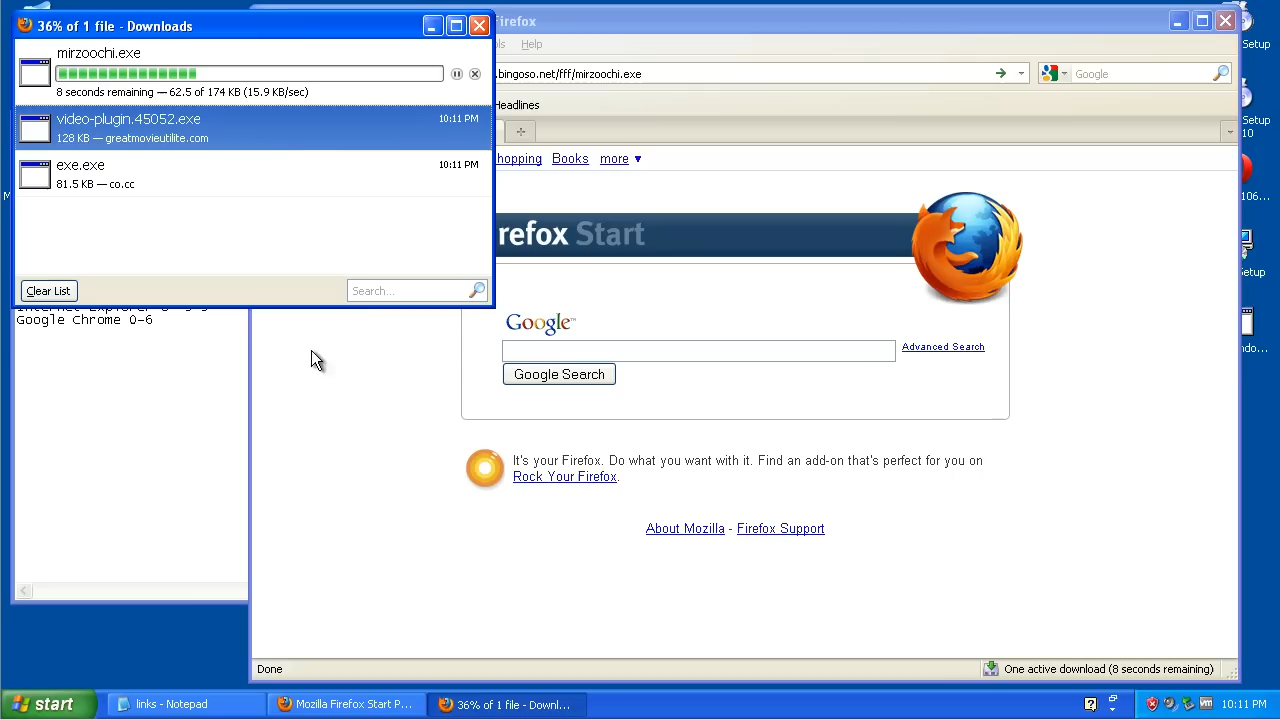 36% of 1 file - Downloads
mirzoochi.exe
8 seconds remaining — 62.5 of 174 KB (15.9 KB/sec)
video-plugin.45052.exe
10:11 PM
128 KB — greatmovieutilite.com
exe.exe
10:11 PM
81.5 KB — co.cc
Clear List
Search...
Google Chrome 0-6
Firefox
Help
.bingoso.net/fff/mirzoochi.exe
Google
Headlines
hopping Books more ▼
refox Start
Google™
Advanced Search
Google Search
It's your Firefox. Do what you want with it. Find an add-on that's perfect for you on
Rock Your Firefox.
About Mozilla - Firefox Support
Done
One active download (8 seconds remaining)
Setup
Setup
10
106...
Setup
ndo...
start
links - Notepad
Mozilla Firefox Start P...
36% of 1 file - Downl...
10:11 PM